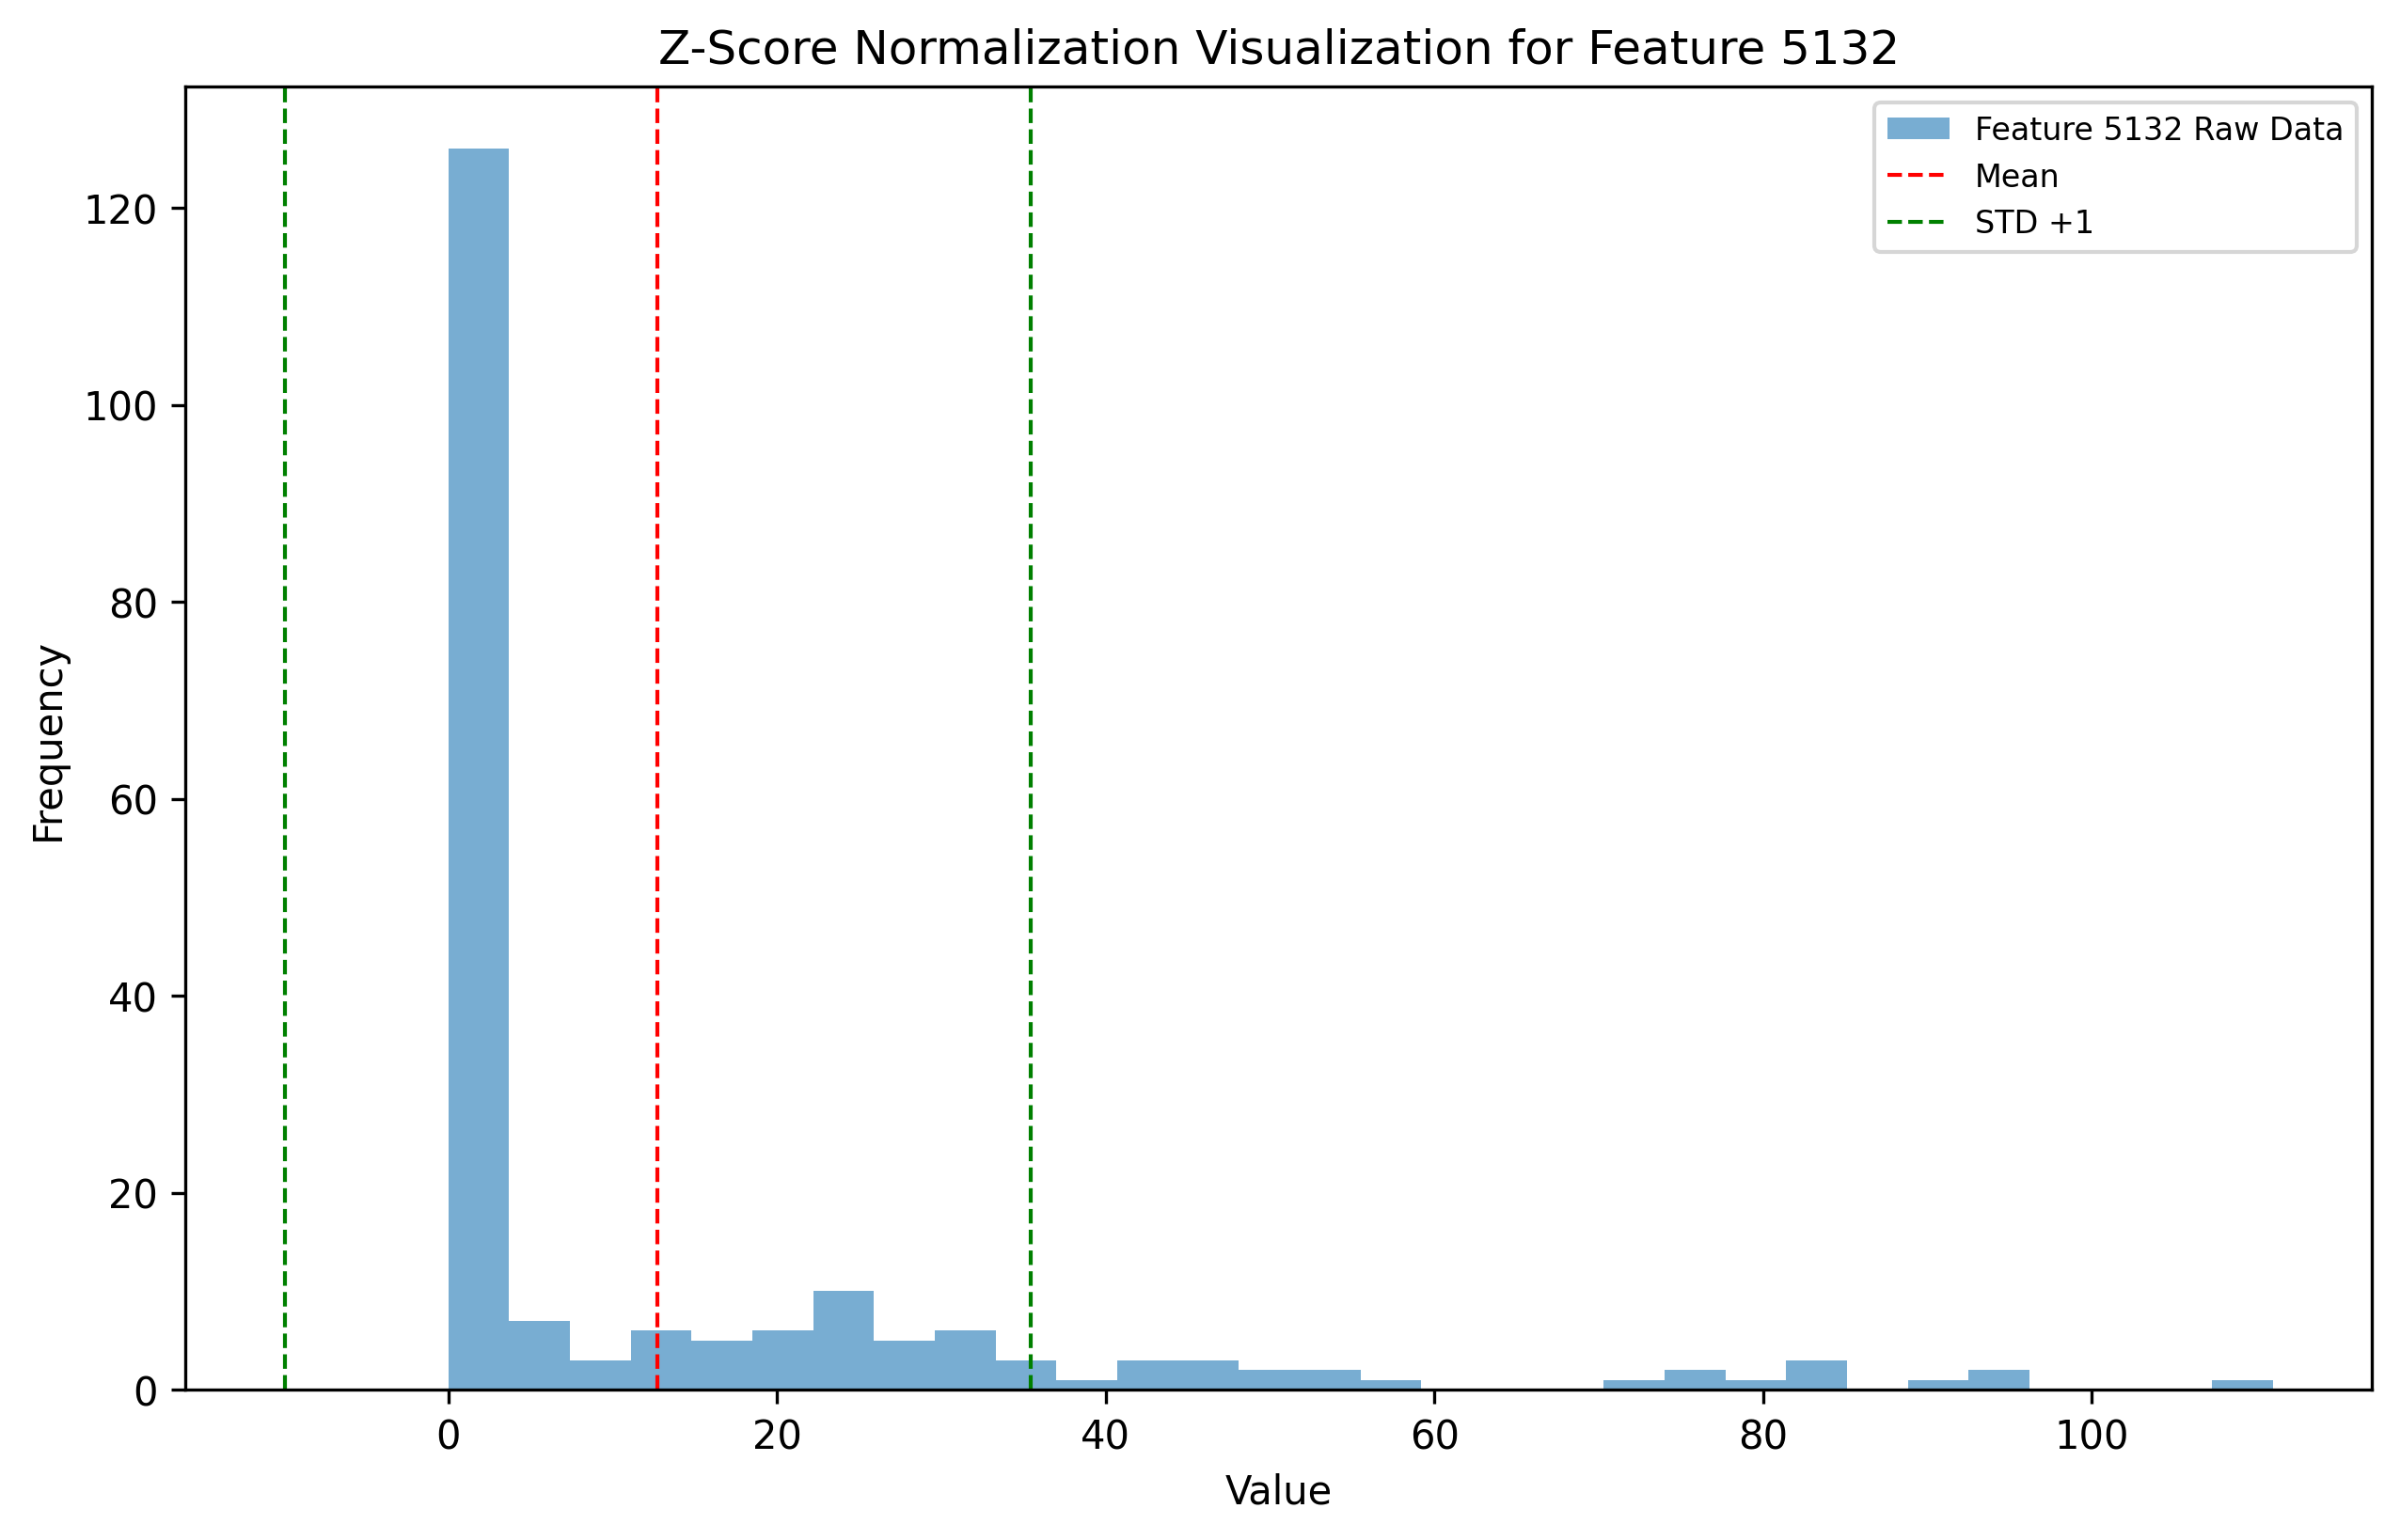 Z-Score Normalization Visualization for Feature 5132
Feature 5132 Raw Data
Mean
STD +1
120
100
80
60
40
20
0
Frequency
0 20 40 60 80 100
Value